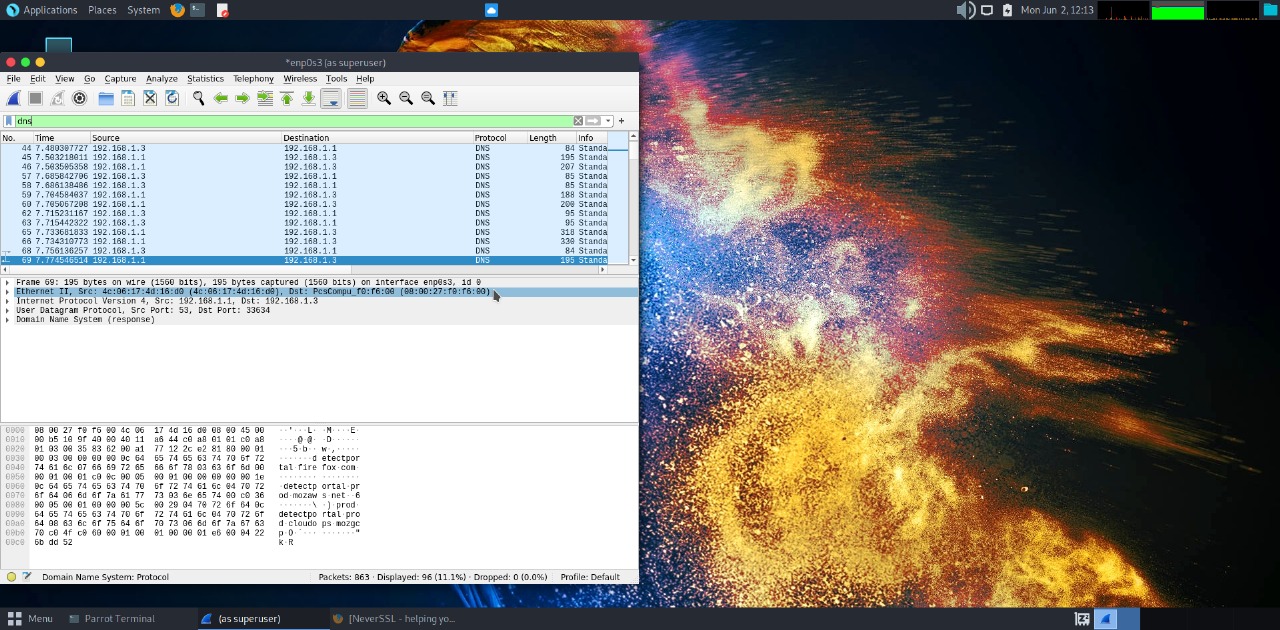 Applications Places System Mon Jun 2, 12:13
*enp0s3 (as superuser)
File Edit View Go Capture Analyze Statistics Telephony Wireless Tools Help
dns
No. Time Source Destination Protocol Length Info
44 7.480307727 192.168.1.3 192.168.1.1 DNS 84 Standa
45 7.503218011 192.168.1.1 192.168.1.3 DNS 195 Standa
46 7.503505358 192.168.1.1 192.168.1.3 DNS 207 Standa
57 7.685842706 192.168.1.3 192.168.1.1 DNS 85 Standa
58 7.686138486 192.168.1.3 192.168.1.1 DNS 85 Standa
59 7.704584037 192.168.1.1 192.168.1.3 DNS 188 Standa
60 7.705067208 192.168.1.1 192.168.1.3 DNS 200 Standa
62 7.715231167 192.168.1.3 192.168.1.1 DNS 95 Standa
63 7.715442322 192.168.1.3 192.168.1.1 DNS 95 Standa
65 7.733681833 192.168.1.1 192.168.1.3 DNS 318 Standa
66 7.734310773 192.168.1.1 192.168.1.3 DNS 330 Standa
68 7.756136257 192.168.1.3 192.168.1.1 DNS 84 Standa
69 7.774546514 192.168.1.1 192.168.1.3 DNS 195 Standa
Frame 69: 195 bytes on wire (1560 bits), 195 bytes captured (1560 bits) on interface enp0s3, id 0
Ethernet II, Src: 4c:06:17:4d:16:d0 (4c:06:17:4d:16:d0), Dst: PcsCompu_f0:f6:00 (08:00:27:f0:f6:00)
Internet Protocol Version 4, Src: 192.168.1.1, Dst: 192.168.1.3
User Datagram Protocol, Src Port: 53, Dst Port: 33634
Domain Name System (response)
0000 08 00 27 f0 f6 00 4c 06 17 4d 16 d0 08 00 45 00 ··'···L· ·M····E·
0010 00 b5 10 9f 40 00 40 11 a6 44 c0 a8 01 01 c0 a8 ····@·@· ·D······
0020 01 03 00 35 83 62 00 a1 77 12 2c e2 81 80 00 01 ···5·b·· w·,·····
0030 00 03 00 00 00 00 0c 64 65 74 65 63 74 70 6f 72 ·······d etectpor
0040 74 61 6c 07 66 69 72 65 66 6f 78 03 63 6f 6d 00 tal·fire fox·com·
0050 00 01 00 01 c0 0c 00 05 00 01 00 00 00 00 00 1e
0060 0c 64 65 74 65 63 74 70 6f 72 74 61 6c 04 70 72 ·detectp ortal·pr
0070 6f 64 06 6d 6f 7a 61 77 73 03 6e 65 74 00 c0 36 od·mozaw s·net··6
0080 00 05 00 01 00 00 00 5c 00 29 04 70 72 6f 64 0c ·······\ ·)·prod·
0090 64 65 74 65 63 74 70 6f 72 74 61 6c 04 70 72 6f detectpo rtal·pro
00a0 64 08 63 6c 6f 75 64 6f 70 73 06 6d 6f 7a 67 63 d·cloudo ps·mozgc
00b0 70 c0 4f c0 60 00 01 00 01 00 00 01 e6 00 04 22 p·O·`··· ·······"
00c0 6b dd 52 k·R
Domain Name System: Protocol Packets: 863 · Displayed: 96 (11.1%) · Dropped: 0 (0.0%) Profile: Default
Menu Parrot Terminal (as superuser) [NeverSSL - helping yo...